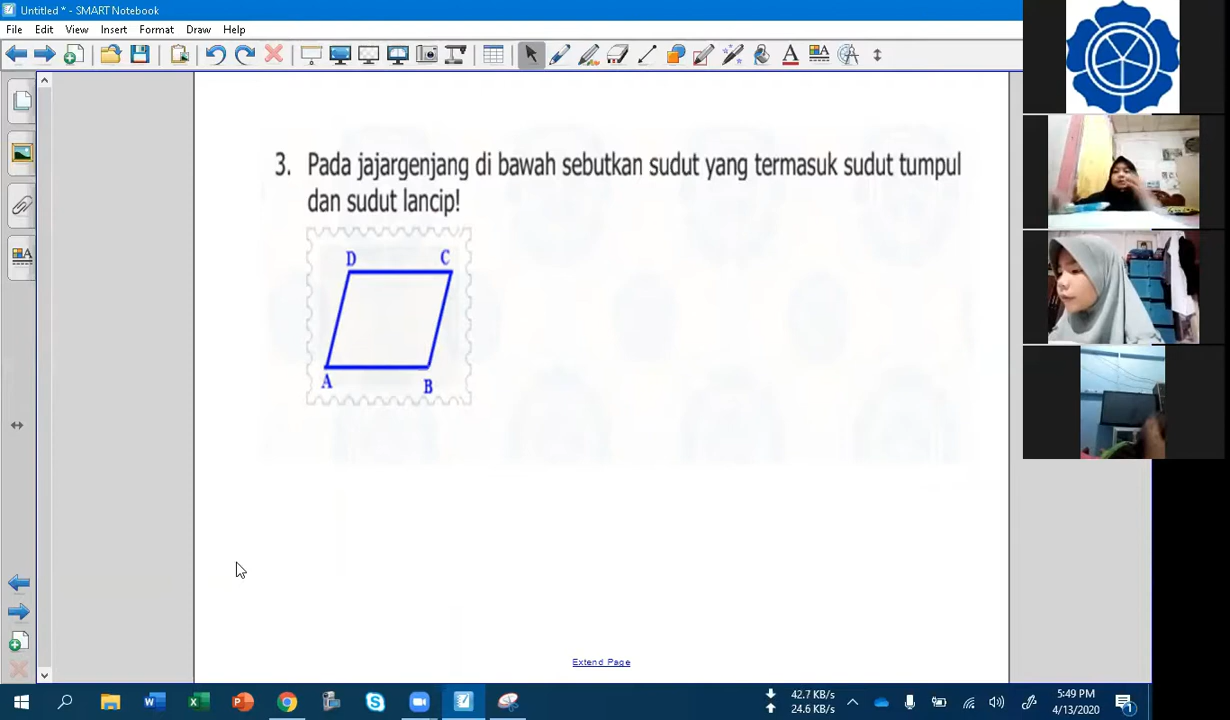 Untitled * - SMART Notebook
File Edit View Insert Format Draw Help
3. Pada jajargenjang di bawah sebutkan sudut yang termasuk sudut tumpul
dan sudut lancip!
D C
A B
Extend Page
42.7 KB/s
24.6 KB/s
5:49 PM
4/13/2020
1